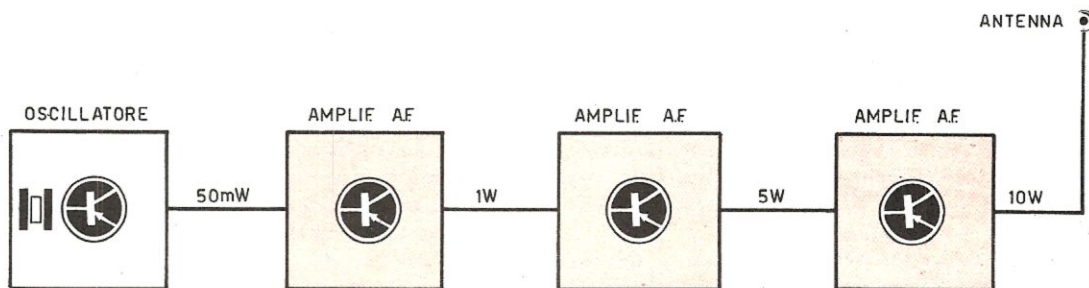 ANTENNA
OSCILLATORE
AMPLIF. A.F.
AMPLIF. A.F.
AMPLIF. A.F.
50mW
1W
5W
10W